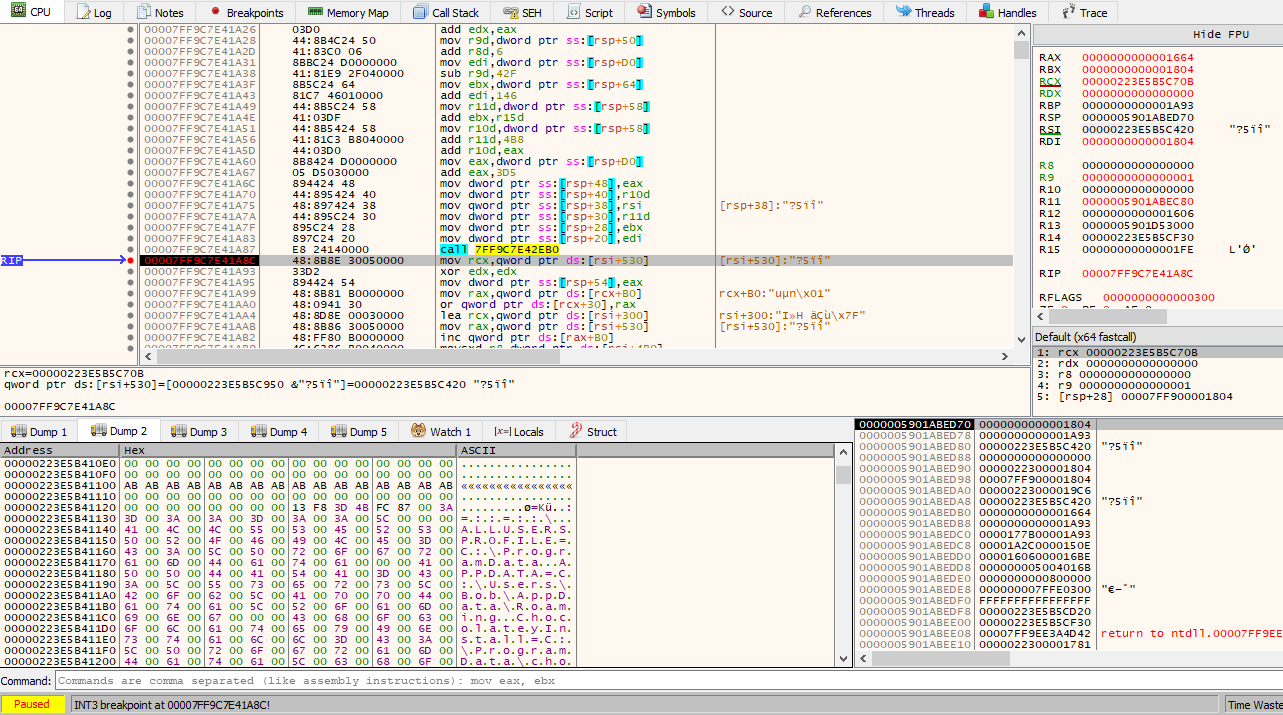 CPU Log Notes Breakpoints Memory Map Call Stack SEH Script Symbols Source References Threads Handles Trace
00007FF9C7E41A26 03D0 add edx,eax
00007FF9C7E41A28 44:8B4C24 50 mov r9d,dword ptr ss:[rsp+50]
00007FF9C7E41A2D 41:83C0 06 add r8d,6
00007FF9C7E41A31 8BBC24 D0000000 mov edi,dword ptr ss:[rsp+D0]
00007FF9C7E41A38 41:81E9 2F040000 sub r9d,42F
00007FF9C7E41A3F 8B5C24 64 mov ebx,dword ptr ss:[rsp+64]
00007FF9C7E41A43 81C7 46010000 add edi,146
00007FF9C7E41A49 44:8B5C24 58 mov r11d,dword ptr ss:[rsp+58]
00007FF9C7E41A4E 41:03DF add ebx,r15d
00007FF9C7E41A51 44:8B5424 58 mov r10d,dword ptr ss:[rsp+58]
00007FF9C7E41A56 41:81C3 B8040000 add r11d,4B8
00007FF9C7E41A5D 44:03D0 add r10d,eax
00007FF9C7E41A60 8B8424 D0000000 mov eax,dword ptr ss:[rsp+D0]
00007FF9C7E41A67 05 D5030000 add eax,3D5
00007FF9C7E41A6C 894424 48 mov dword ptr ss:[rsp+48],eax
00007FF9C7E41A70 44:895424 40 mov dword ptr ss:[rsp+40],r10d
00007FF9C7E41A75 48:897424 38 mov qword ptr ss:[rsp+38],rsi [rsp+38]:"?5ïî"
00007FF9C7E41A7A 44:895C24 30 mov dword ptr ss:[rsp+30],r11d
00007FF9C7E41A7F 895C24 28 mov dword ptr ss:[rsp+28],ebx
00007FF9C7E41A83 897C24 20 mov dword ptr ss:[rsp+20],edi
00007FF9C7E41A87 E8 24140000 call 7FF9C7E42EB0
RIP 00007FF9C7E41A8C 48:8B8E 30050000 mov rcx,qword ptr ds:[rsi+530] [rsi+530]:"?5ïî"
00007FF9C7E41A93 33D2 xor edx,edx
00007FF9C7E41A95 894424 54 mov dword ptr ss:[rsp+54],eax
00007FF9C7E41A99 48:8B81 B0000000 mov rax,qword ptr ds:[rcx+B0] rcx+B0:"uµn\x01"
00007FF9C7E41AA0 48:0941 30 or qword ptr ds:[rcx+30],rax
00007FF9C7E41AA4 48:8D8E 00030000 lea rcx,qword ptr ds:[rsi+300] rsi+300:"I»H äÇù\x7F"
00007FF9C7E41AAB 48:8B86 30050000 mov rax,qword ptr ds:[rsi+530] [rsi+530]:"?5ïî"
00007FF9C7E41AB2 48:FF80 B0000000 inc qword ptr ds:[rax+B0]
Hide FPU
RAX 0000000000001664
RBX 0000000000001804
RCX 00000223E5B5C70B
RDX 0000000000000000
RBP 0000000000001A93
RSP 0000005901ABED70
RSI 00000223E5B5C420 "?5ïî"
RDI 0000000000001804
R8 0000000000000000
R9 0000000000000001
R10 0000000000000000
R11 0000005901ABEC80
R12 0000000000001606
R13 0000005901D53000
R14 00000223E5B5CF30
R15 00000000000001FE L'Ǿ'
RIP 00007FF9C7E41A8C
RFLAGS 0000000000000300
Default (x64 fastcall)
1: rcx 00000223E5B5C70B
2: rdx 0000000000000000
3: r8 0000000000000000
4: r9 0000000000000001
5: [rsp+28] 00007FF900001804
rcx=00000223E5B5C70B
qword ptr ds:[rsi+530]=[00000223E5B5C950 &"?5ïî"]=00000223E5B5C420 "?5ïî"
00007FF9C7E41A8C
Dump 1 Dump 2 Dump 3 Dump 4 Dump 5 Watch 1 [x=] Locals Struct
Address Hex ASCII
00000223E5B410E0 00 00 00 00 00 00 00 00 00 00 00 00 00 00 00 00 ................
00000223E5B410F0 00 00 00 00 00 00 00 00 00 00 00 00 00 00 00 00 ................
00000223E5B41100 AB AB AB AB AB AB AB AB AB AB AB AB AB AB AB AB ««««««««««««««««
00000223E5B41110 00 00 00 00 00 00 00 00 00 00 00 00 00 00 00 00 ................
00000223E5B41120 00 00 00 00 00 00 00 00 13 F8 3D 4B FC 87 00 3A .........ø=Kü..:
00000223E5B41130 3D 00 3A 00 3A 00 3D 00 3A 00 3A 00 5C 00 00 00 =.:.:.=.:.:.\...
00000223E5B41140 41 00 4C 00 4C 00 55 00 53 00 45 00 52 00 53 00 A.L.L.U.S.E.R.S.
00000223E5B41150 50 00 52 00 4F 00 46 00 49 00 4C 00 45 00 3D 00 P.R.O.F.I.L.E.=.
00000223E5B41160 43 00 3A 00 5C 00 50 00 72 00 6F 00 67 00 72 00 C.:.\.P.r.o.g.r.
00000223E5B41170 61 00 6D 00 44 00 61 00 74 00 61 00 00 00 41 00 a.m.D.a.t.a...A.
00000223E5B41180 50 00 50 00 44 00 41 00 54 00 41 00 3D 00 43 00 P.P.D.A.T.A.=.C.
00000223E5B41190 3A 00 5C 00 55 00 73 00 65 00 72 00 73 00 5C 00 :.\.U.s.e.r.s.\.
00000223E5B411A0 42 00 6F 00 62 00 5C 00 41 00 70 00 70 00 44 00 B.o.b.\.A.p.p.D.
00000223E5B411B0 61 00 74 00 61 00 5C 00 52 00 6F 00 61 00 6D 00 a.t.a.\.R.o.a.m.
00000223E5B411C0 69 00 6E 00 67 00 00 00 43 00 68 00 6F 00 63 00 i.n.g...C.h.o.c.
00000223E5B411D0 6F 00 6C 00 61 00 74 00 65 00 79 00 49 00 6E 00 o.l.a.t.e.y.I.n.
00000223E5B411E0 73 00 74 00 61 00 6C 00 6C 00 3D 00 43 00 3A 00 s.t.a.l.l.=.C.:.
00000223E5B411F0 5C 00 50 00 72 00 6F 00 67 00 72 00 61 00 6D 00 \.P.r.o.g.r.a.m.
00000223E5B41200 44 00 61 00 74 00 61 00 5C 00 63 00 68 00 6F 00 D.a.t.a.\.c.h.o.
0000005901ABED70 0000000000001804
0000005901ABED78 0000000000001A93
0000005901ABED80 00000223E5B5C420 "?5ïî"
0000005901ABED88 0000000000000000
0000005901ABED90 0000022300001804
0000005901ABED98 00007FF900001804
0000005901ABEDA0 00000223000019C6
0000005901ABEDA8 00000223E5B5C420 "?5ïî"
0000005901ABEDB0 0000000000001664
0000005901ABEDB8 0000000000001A93
0000005901ABEDC0 0000177B00001A93
0000005901ABEDC8 00001A2C0000150E
0000005901ABEDD0 00001606000016BE
0000005901ABEDD8 000000005004016B
0000005901ABEDE0 0000000000800000
0000005901ABEDE8 000000007FFE0300
0000005901ABEDF0 FFFFFFFFFFFFFFFF
0000005901ABEDF8 00000223E5B5CD20
0000005901ABEE00 00000223E5B5CF30
0000005901ABEE08 00007FF9EE3A4D42 return to ntdll.00007FF9EE
0000005901ABEE10 0000022300001781
Command: Commands are comma separated (like assembly instructions): mov eax, ebx
Paused INT3 breakpoint at 00007FF9C7E41A8C! Time Waste